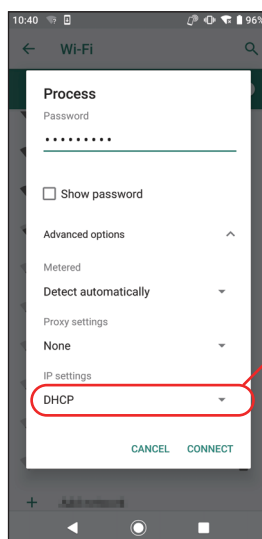 10:40 96%
Wi-Fi
Process
Password
•••••••••
Show password
Advanced options
Metered
Detect automatically
Proxy settings
None
IP settings
DHCP
CANCEL CONNECT